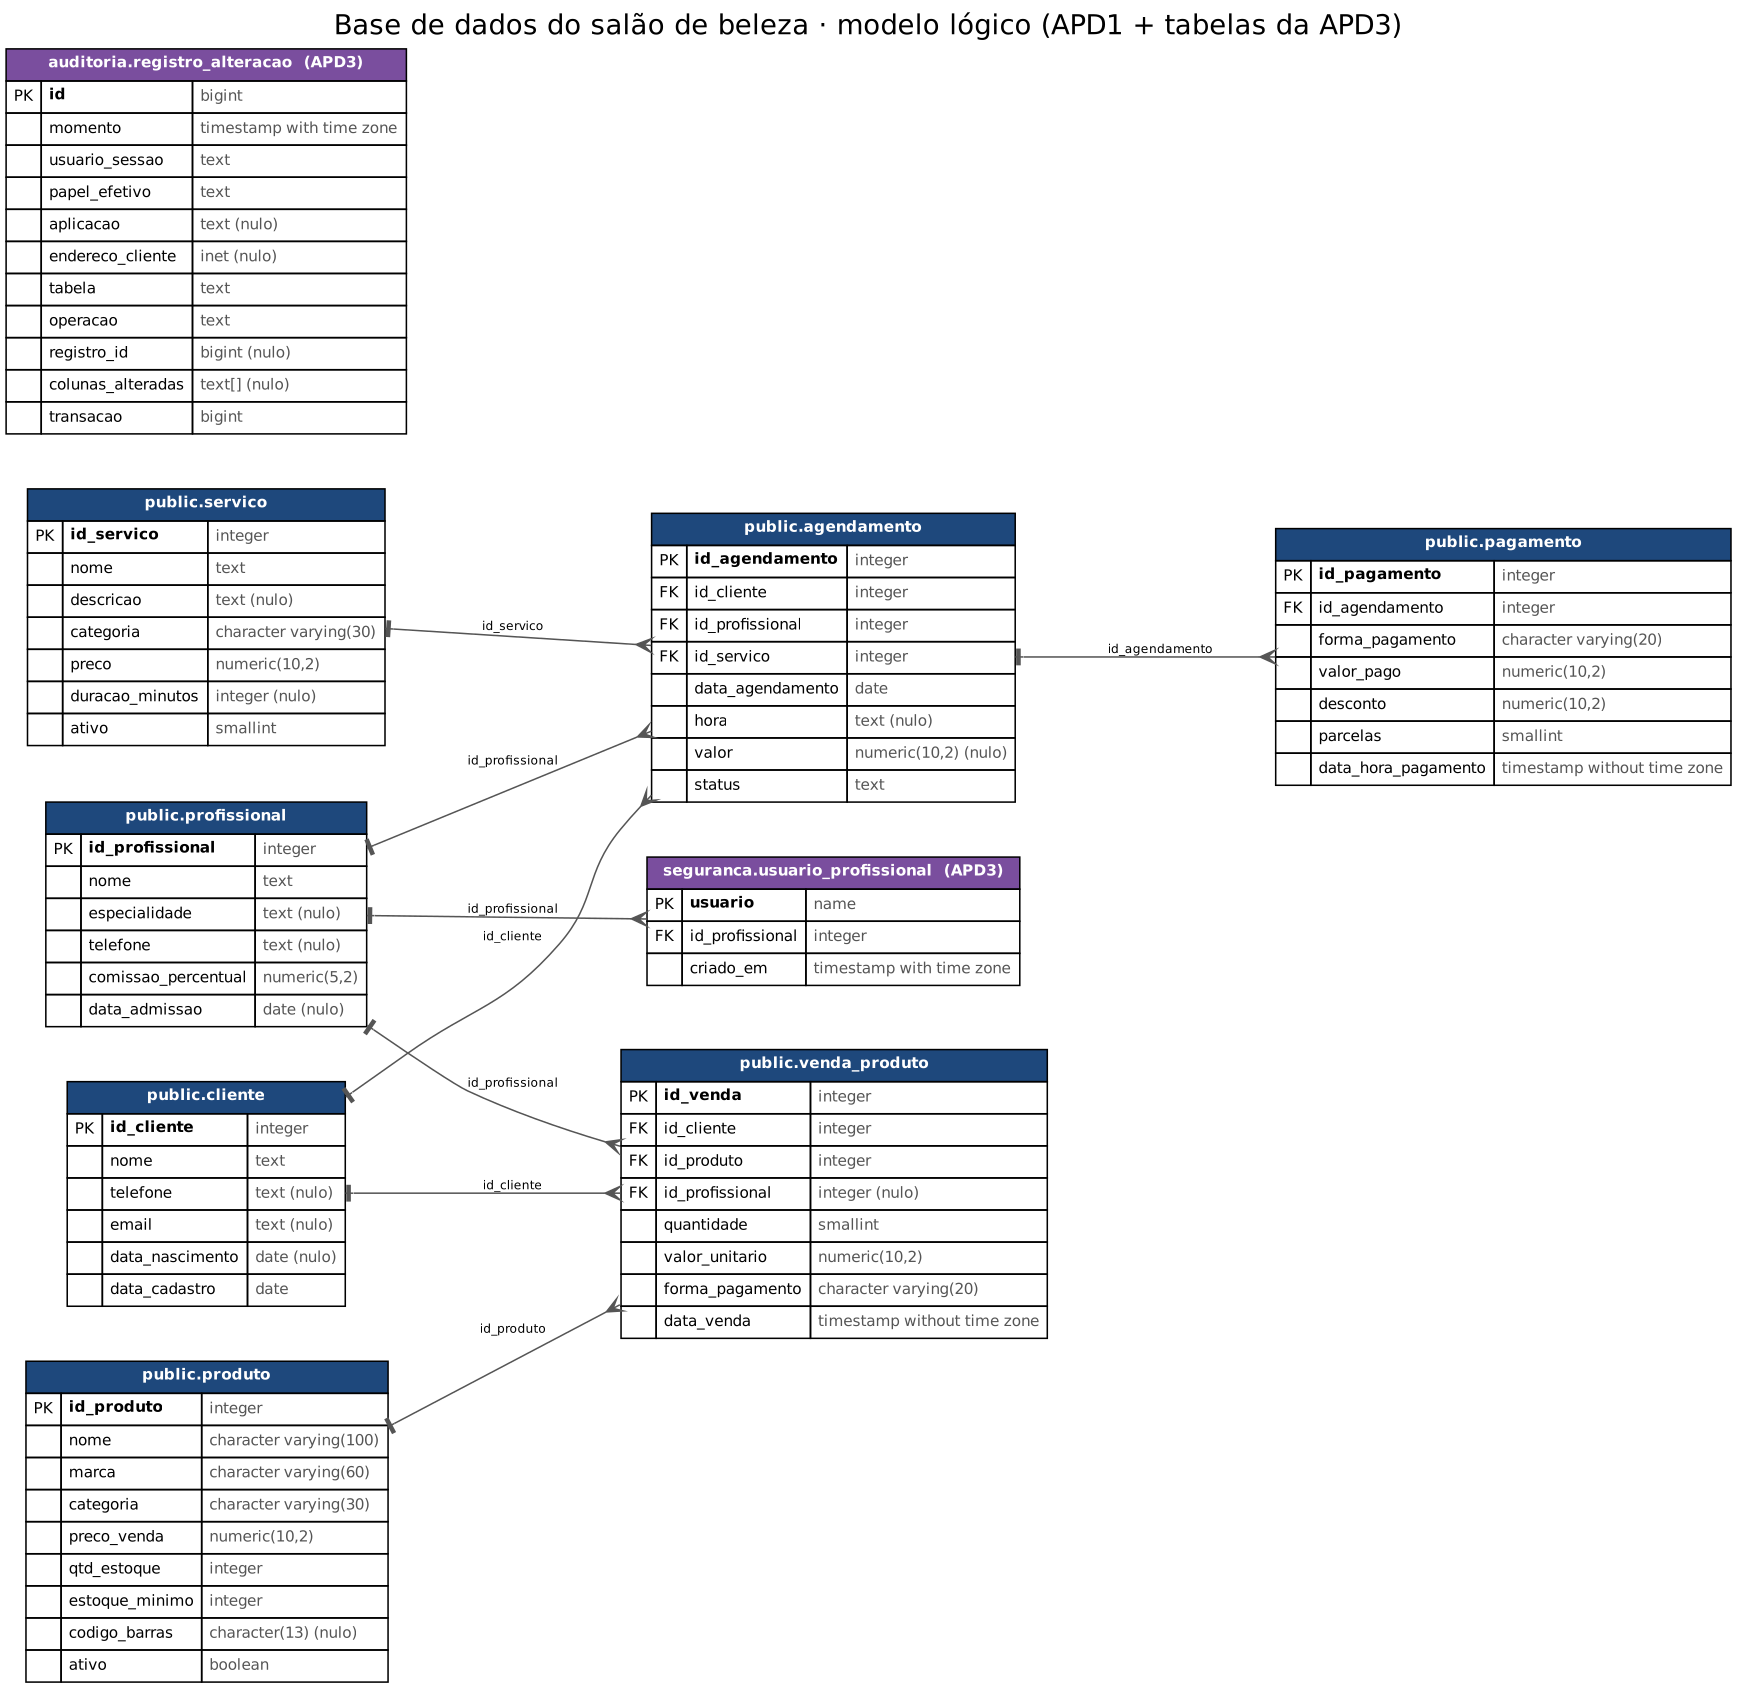 Base de dados do salão de beleza · modelo lógico (APD1 + tabelas da APD3)
auditoria.registro_alteracao (APD3)
PK id bigint
momento timestamp with time zone
usuario_sessao text
papel_efetivo text
aplicacao text (nulo)
endereco_cliente inet (nulo)
tabela text
operacao text
registro_id bigint (nulo)
colunas_alteradas text[] (nulo)
transacao bigint
public.servico
PK id_servico integer
nome text
descricao text (nulo)
categoria character varying(30)
preco numeric(10,2)
duracao_minutos integer (nulo)
ativo smallint
id_servico
public.agendamento
PK id_agendamento integer
FK id_cliente integer
FK id_profissional integer
FK id_servico integer
data_agendamento date
hora text (nulo)
valor numeric(10,2) (nulo)
status text
id_agendamento
public.pagamento
PK id_pagamento integer
FK id_agendamento integer
forma_pagamento character varying(20)
valor_pago numeric(10,2)
desconto numeric(10,2)
parcelas smallint
data_hora_pagamento timestamp without time zone
id_profissional
public.profissional
PK id_profissional integer
nome text
especialidade text (nulo)
telefone text (nulo)
comissao_percentual numeric(5,2)
data_admissao date (nulo)
id_profissional
id_cliente
seguranca.usuario_profissional (APD3)
PK usuario name
FK id_profissional integer
criado_em timestamp with time zone
id_profissional
public.cliente
PK id_cliente integer
nome text
telefone text (nulo)
email text (nulo)
data_nascimento date (nulo)
data_cadastro date
id_cliente
public.venda_produto
PK id_venda integer
FK id_cliente integer
FK id_produto integer
FK id_profissional integer (nulo)
quantidade smallint
valor_unitario numeric(10,2)
forma_pagamento character varying(20)
data_venda timestamp without time zone
id_produto
public.produto
PK id_produto integer
nome character varying(100)
marca character varying(60)
categoria character varying(30)
preco_venda numeric(10,2)
qtd_estoque integer
estoque_minimo integer
codigo_barras character(13) (nulo)
ativo boolean